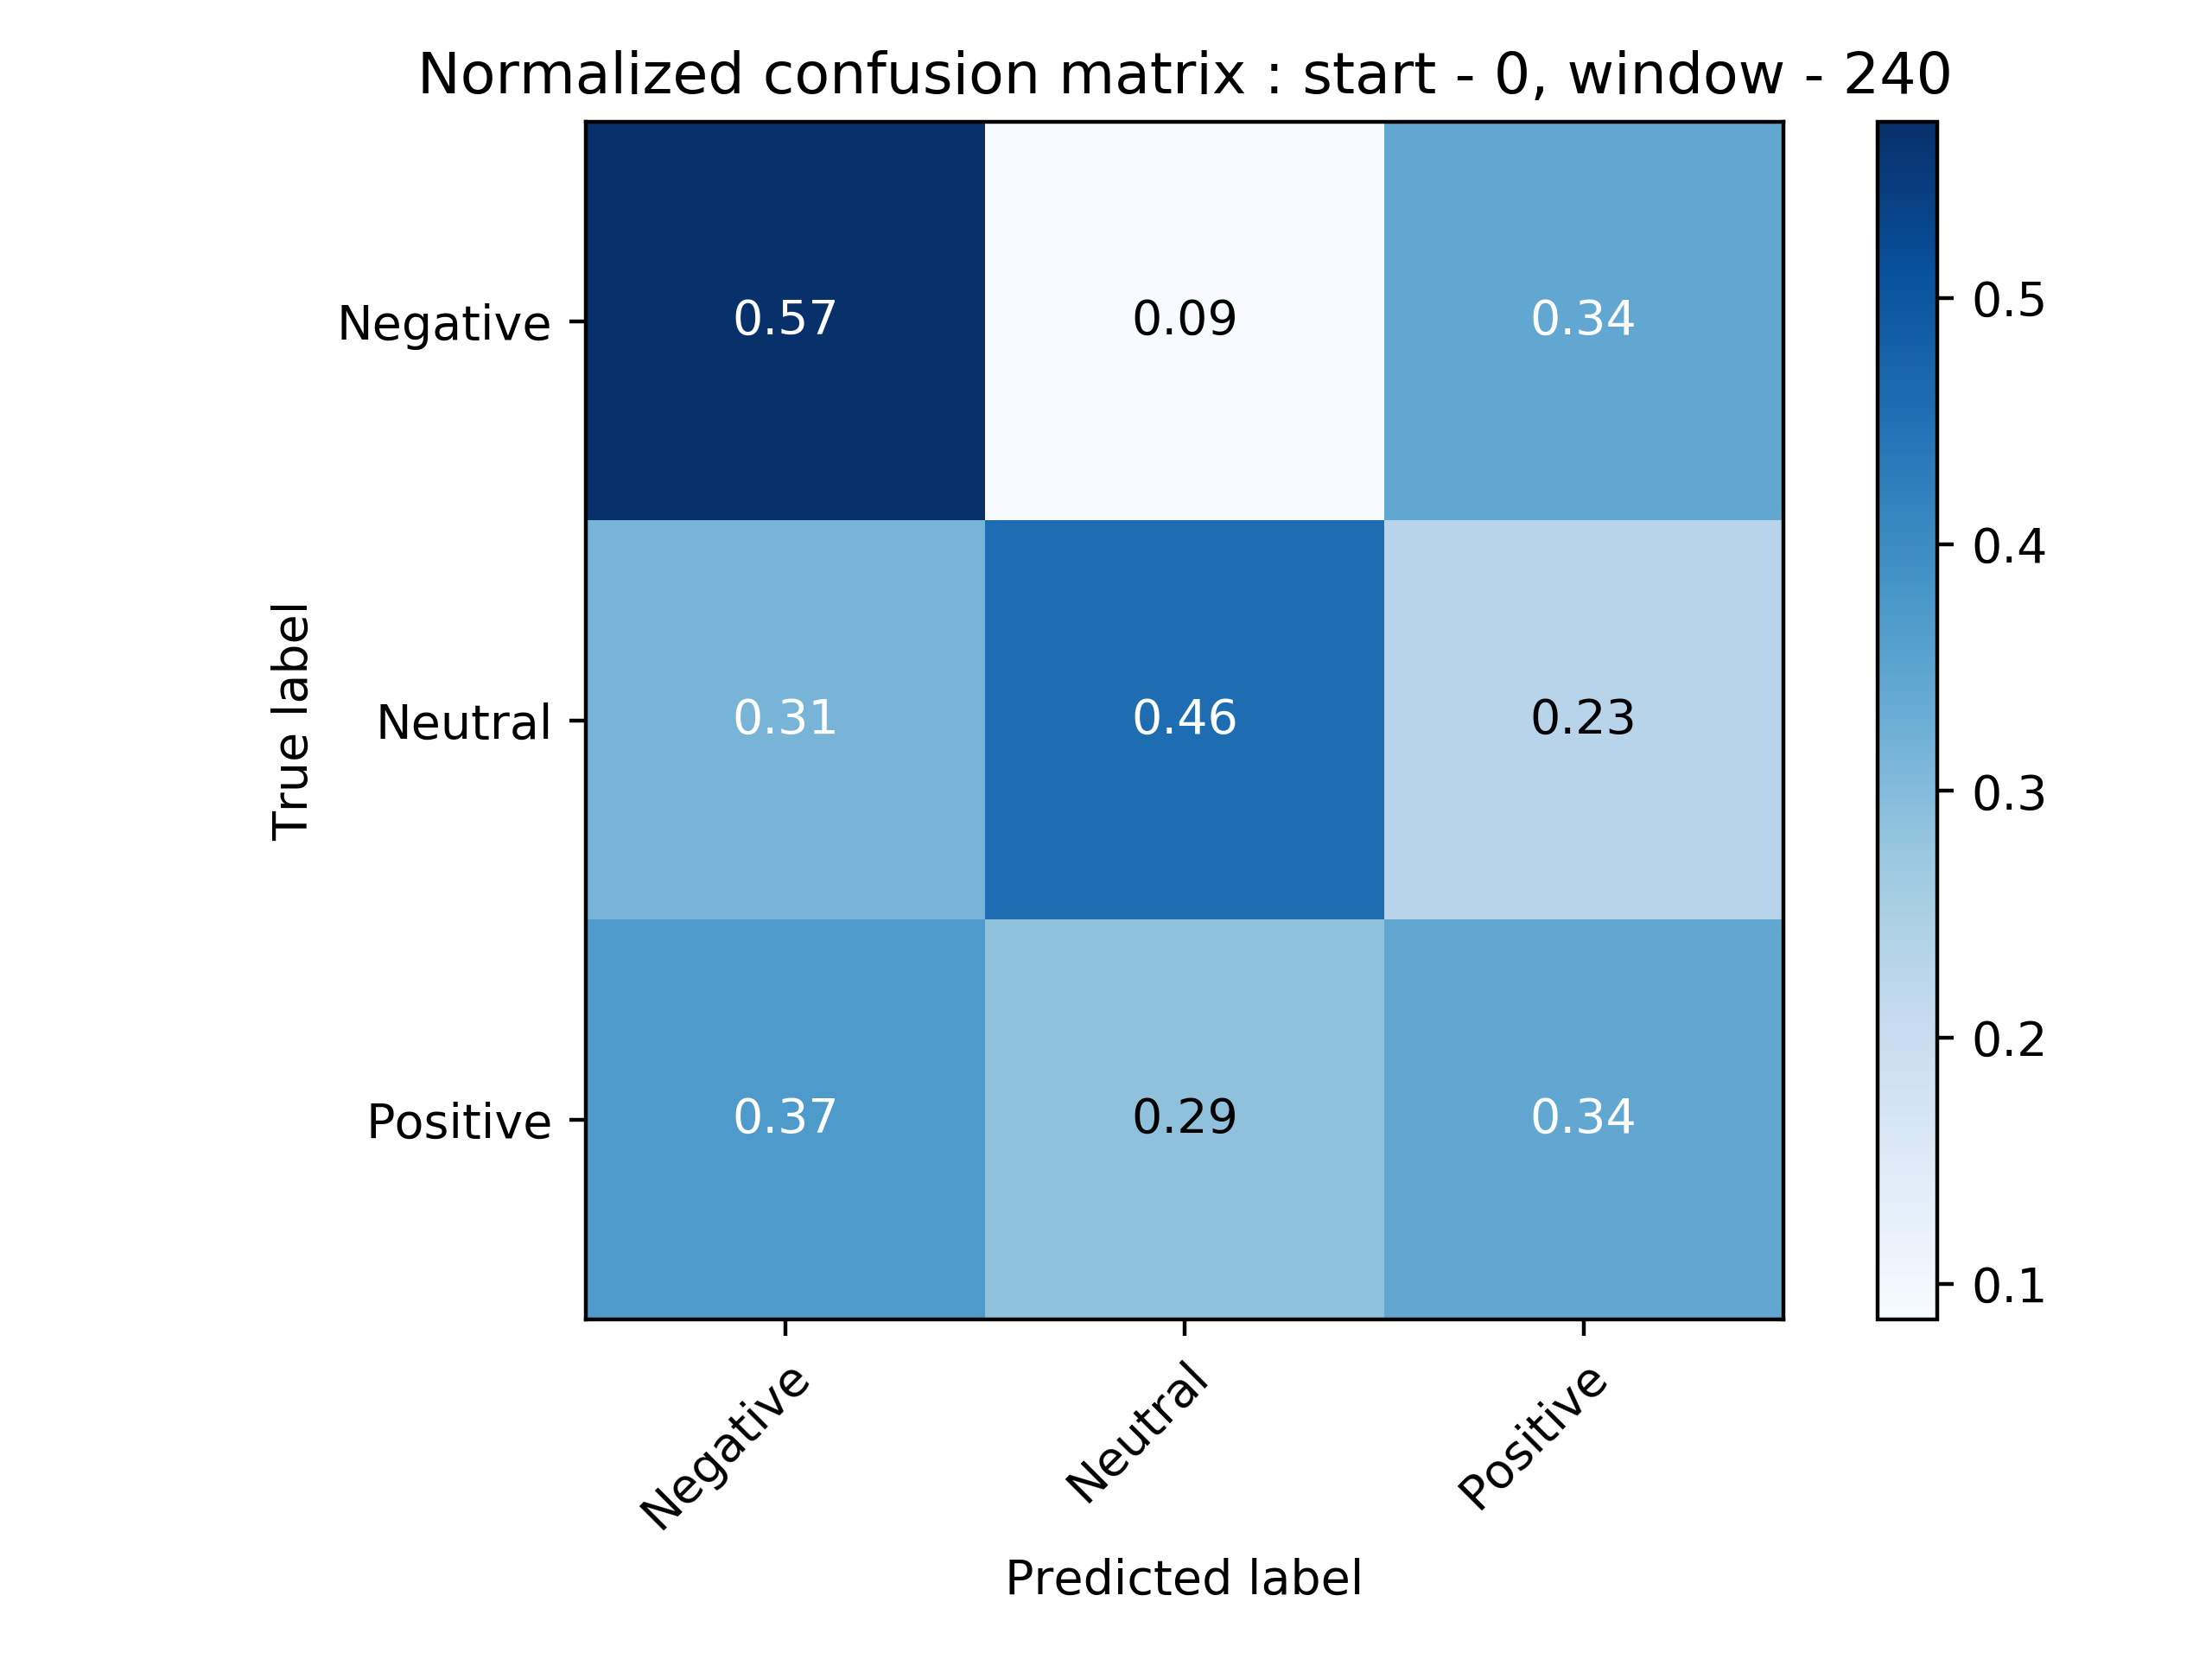 Normalized confusion matrix : start - 0, window - 240
True label
Negative 0.57 0.09 0.34
Neutral 0.31 0.46 0.23
Positive 0.37 0.29 0.34
Negative Neutral Positive
Predicted label
0.5
0.4
0.3
0.2
0.1